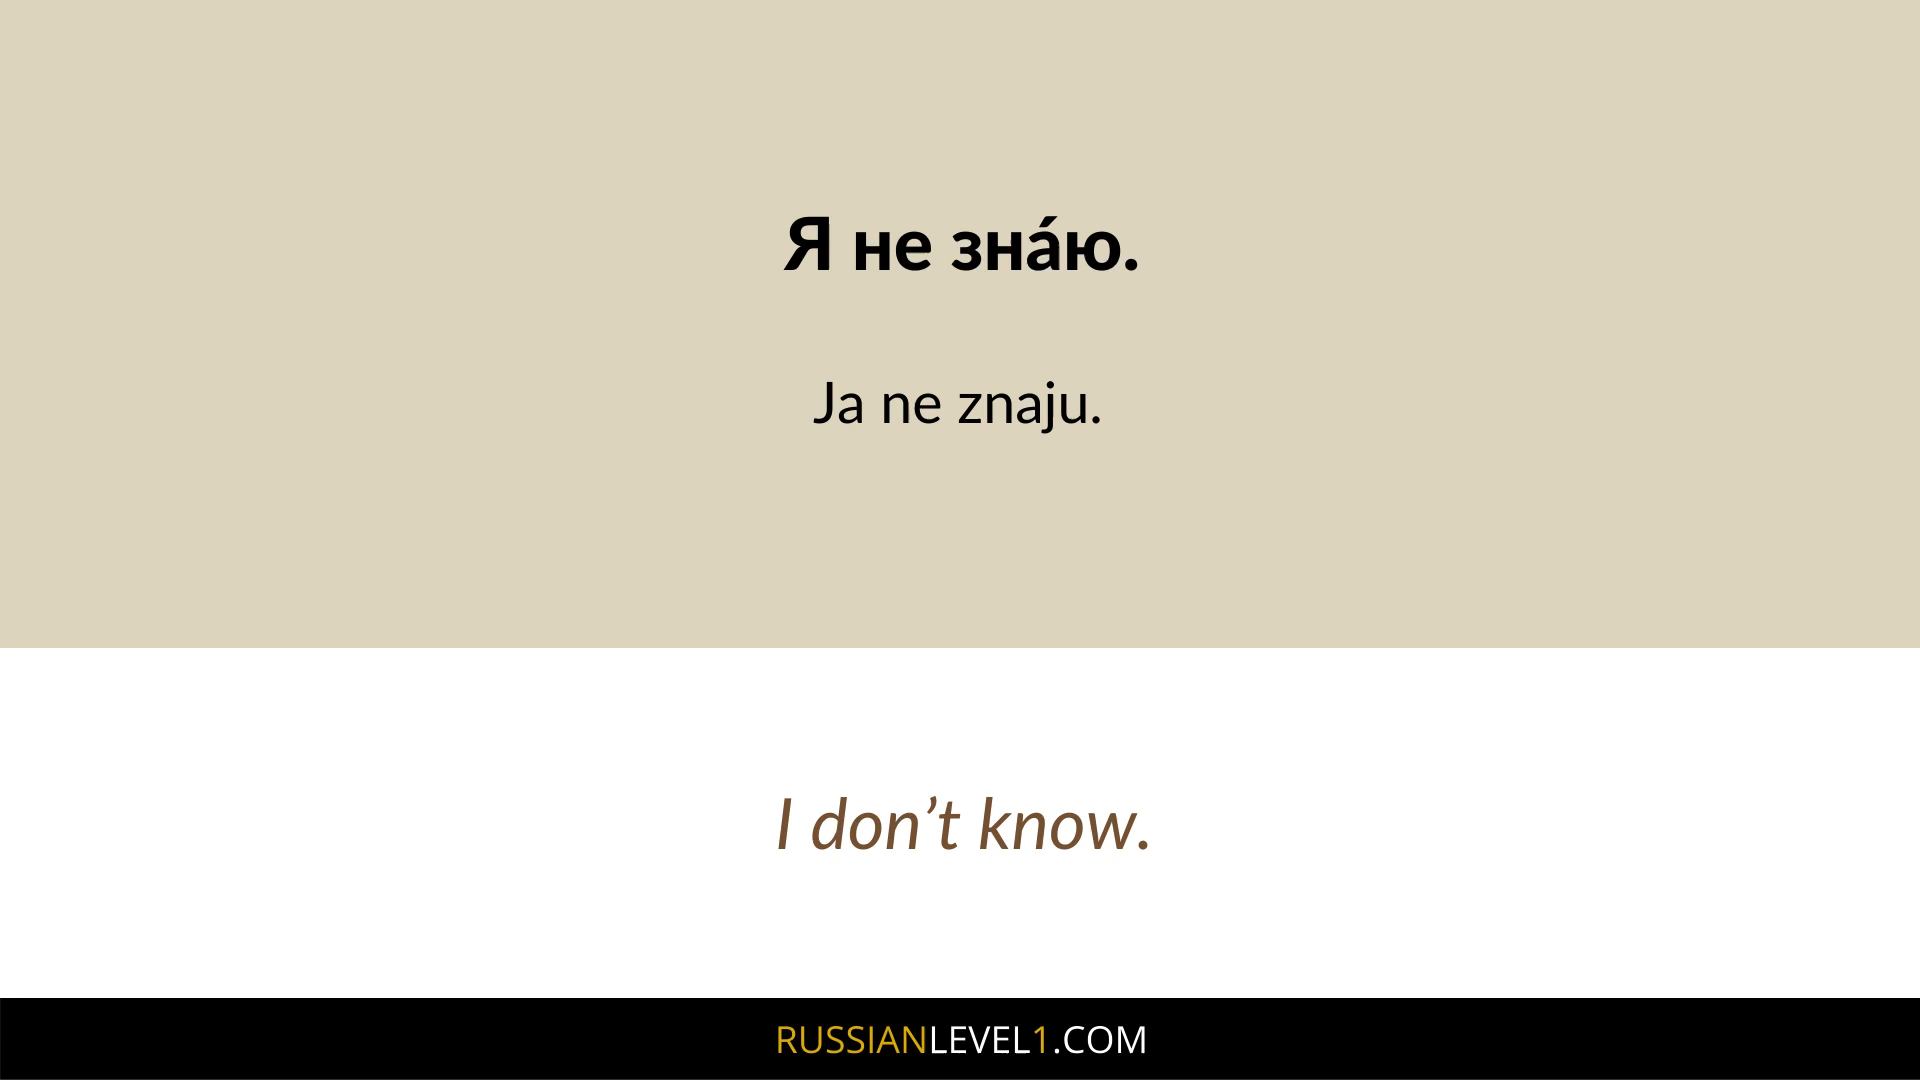 Я не зна́ю.
Ja ne znaju.
I don’t know.
RUSSIANLEVEL1.COM